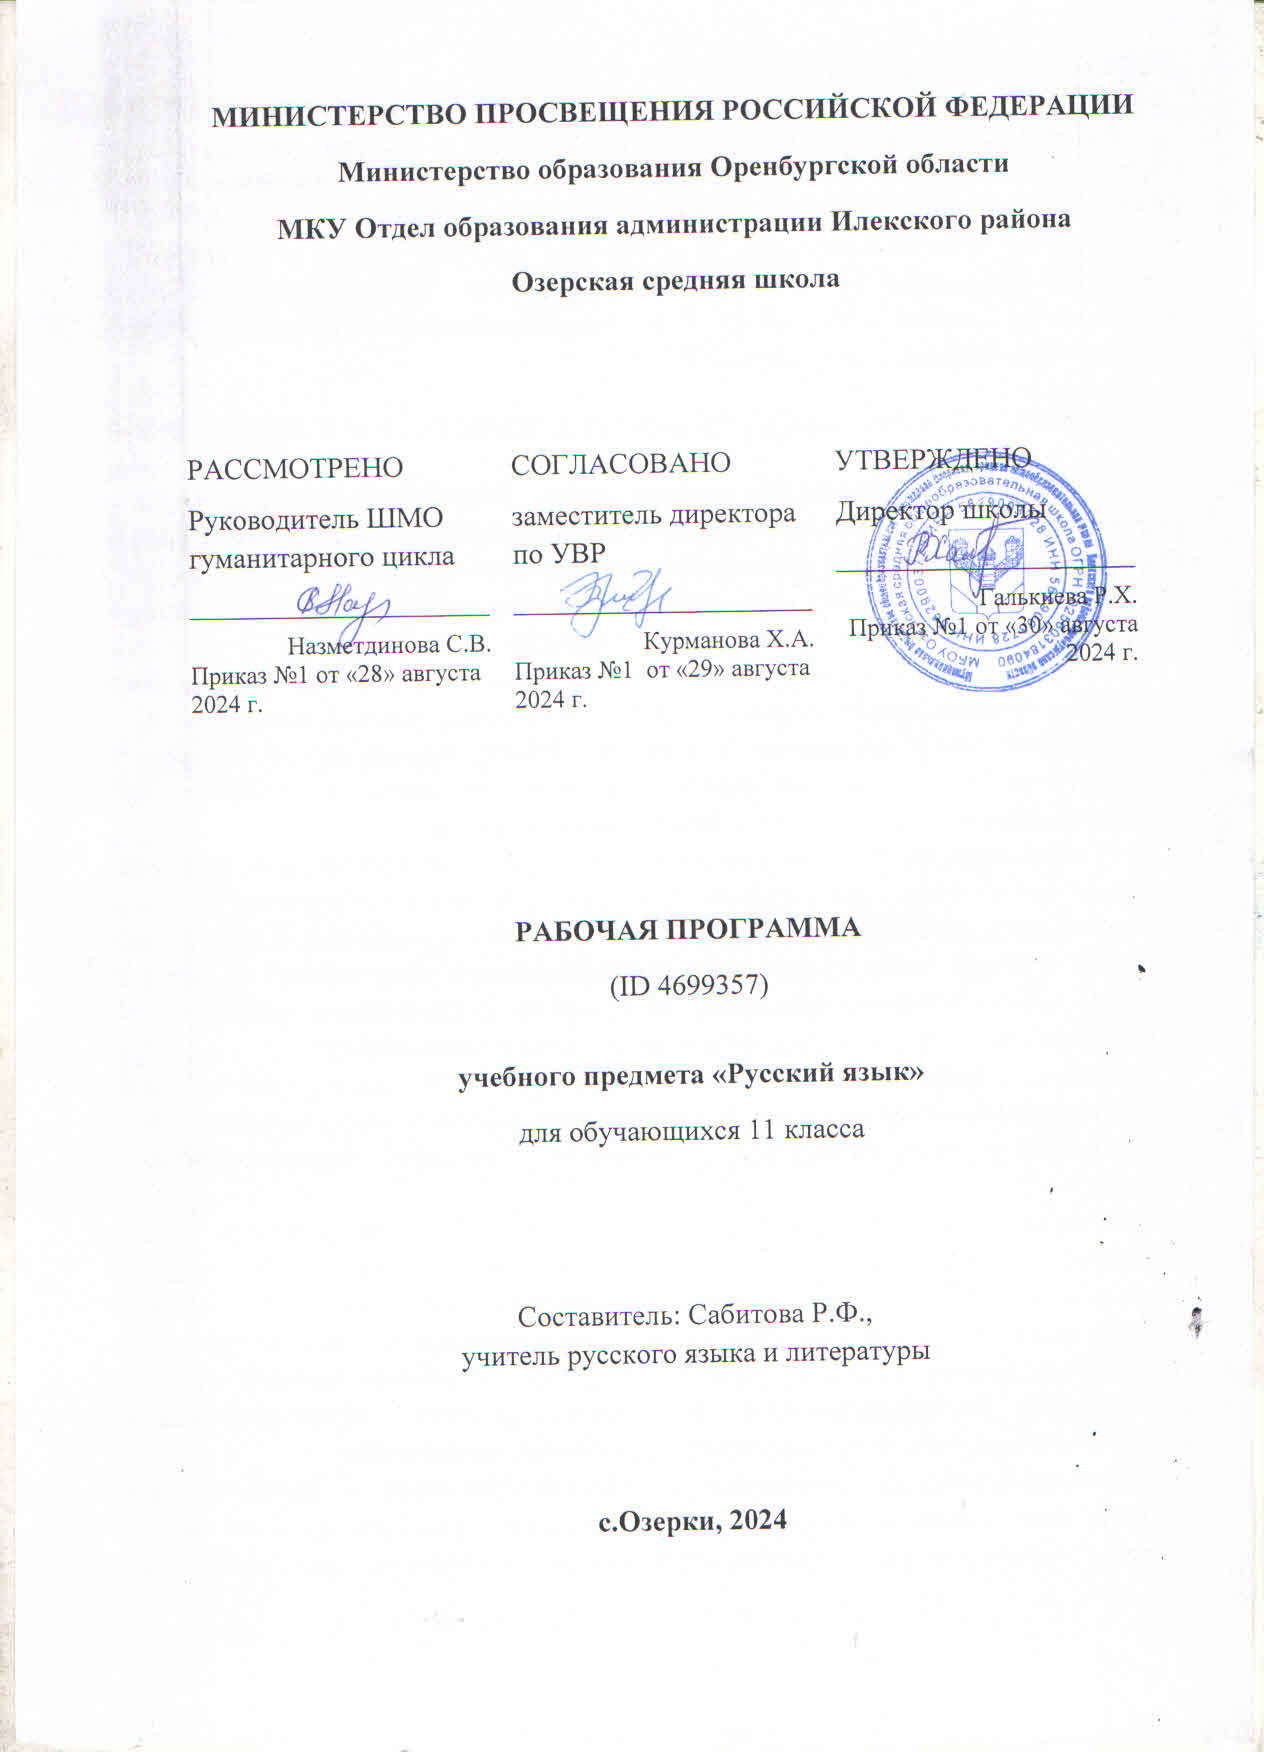 МИНИСТЕРСТВО ПРОСВЕЩЕНИЯ РОССИЙСКОЙ ФЕДЕРАЦИИ
Министерство образования Оренбургской области
МКУ Отдел образования администрации Илекского района
Озерская средняя школа
РАССМОТРЕНО
Руководитель ШМО
гуманитарного цикла
Назметдинова С.В.
Приказ №1 от «28» августа
2024 г.
СОГЛАСОВАНО
заместитель директора
по УВР
Курманова Х.А.
Приказ №1 от «29» августа
2024 г.
УТВЕРЖДЕНО
Директор школы
Галькиева Р.Х.
Приказ №1 от «30» августа
2024 г.
РАБОЧАЯ ПРОГРАММА
(ID 4699357)
учебного предмета «Русский язык»
для обучающихся 11 класса
Составитель: Сабитова Р.Ф.,
учитель русского языка и литературы
с.Озерки, 2024